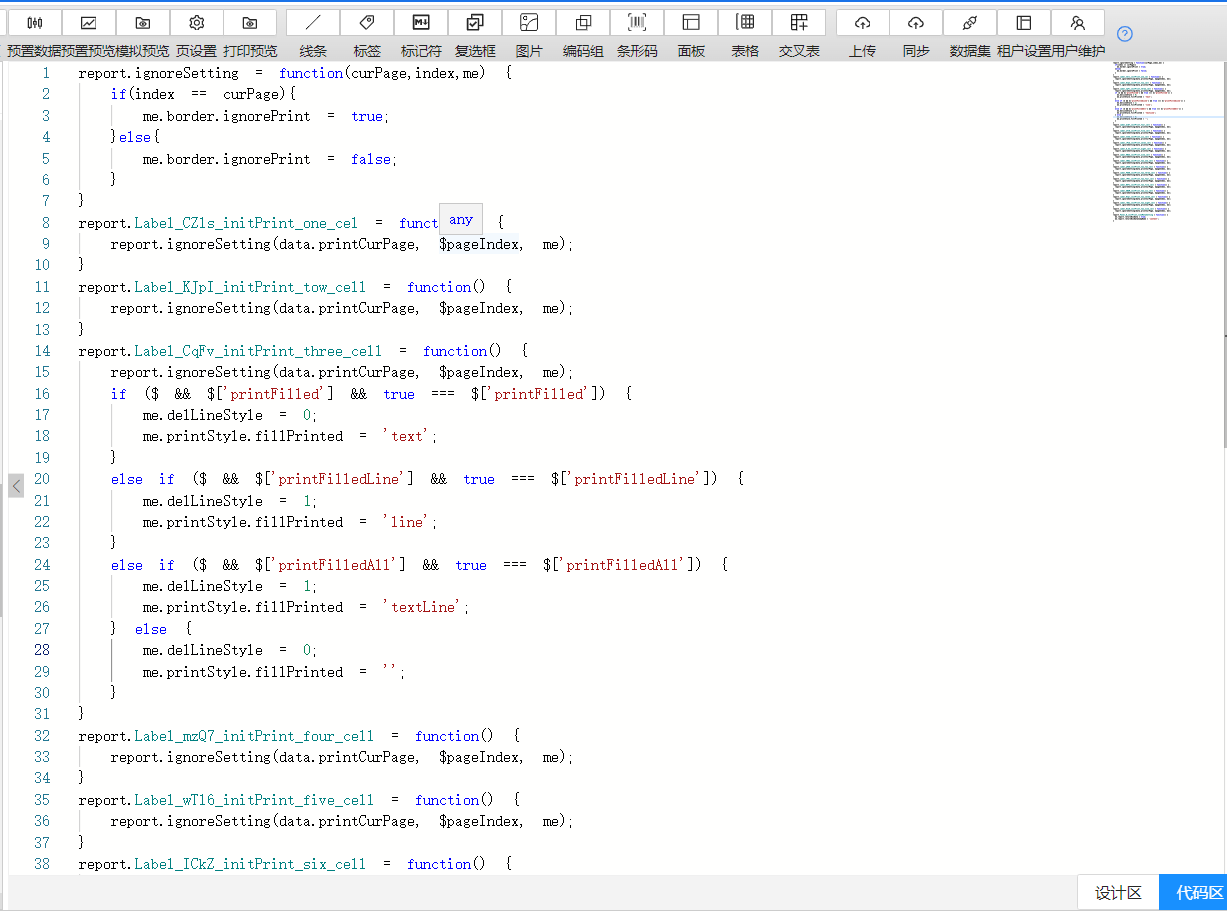 预置数据 预置预览 模拟预览 页设置 打印预览 线条 标签 标记符 复选框 图片 编码组 条形码 面板 表格 交叉表 上传 同步 数据集 租户设置 用户维护
1 report.ignoreSetting = function(curPage,index,me) {
2 if(index == curPage){
3 me.border.ignorePrint = true;
4 }else{
5 me.border.ignorePrint = false;
6 }
7 }
8 report.Label_CZls_initPrint_one_cel = funct any {
9 report.ignoreSetting(data.printCurPage, $pageIndex, me);
10 }
11 report.Label_KJpI_initPrint_tow_cell = function() {
12 report.ignoreSetting(data.printCurPage, $pageIndex, me);
13 }
14 report.Label_CqFv_initPrint_three_cell = function() {
15 report.ignoreSetting(data.printCurPage, $pageIndex, me);
16 if ($ && $['printFilled'] && true === $['printFilled']) {
17 me.delLineStyle = 0;
18 me.printStyle.fillPrinted = 'text';
19 }
20 else if ($ && $['printFilledLine'] && true === $['printFilledLine']) {
21 me.delLineStyle = 1;
22 me.printStyle.fillPrinted = 'line';
23 }
24 else if ($ && $['printFilledAll'] && true === $['printFilledAll']) {
25 me.delLineStyle = 1;
26 me.printStyle.fillPrinted = 'textLine';
27 } else {
28 me.delLineStyle = 0;
29 me.printStyle.fillPrinted = '';
30 }
31 }
32 report.Label_mzQ7_initPrint_four_cell = function() {
33 report.ignoreSetting(data.printCurPage, $pageIndex, me);
34 }
35 report.Label_wT16_initPrint_five_cell = function() {
36 report.ignoreSetting(data.printCurPage, $pageIndex, me);
37 }
38 report.Label_ICkZ_initPrint_six_cell = function() {
设计区 代码区